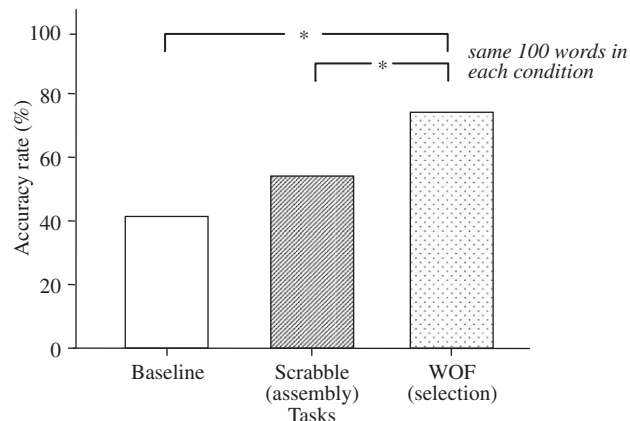 100
80
60
40
20
0
Accuracy rate (%)
*
*
same 100 words in
each condition
Baseline
Scrabble
(assembly)
Tasks
WOF
(selection)